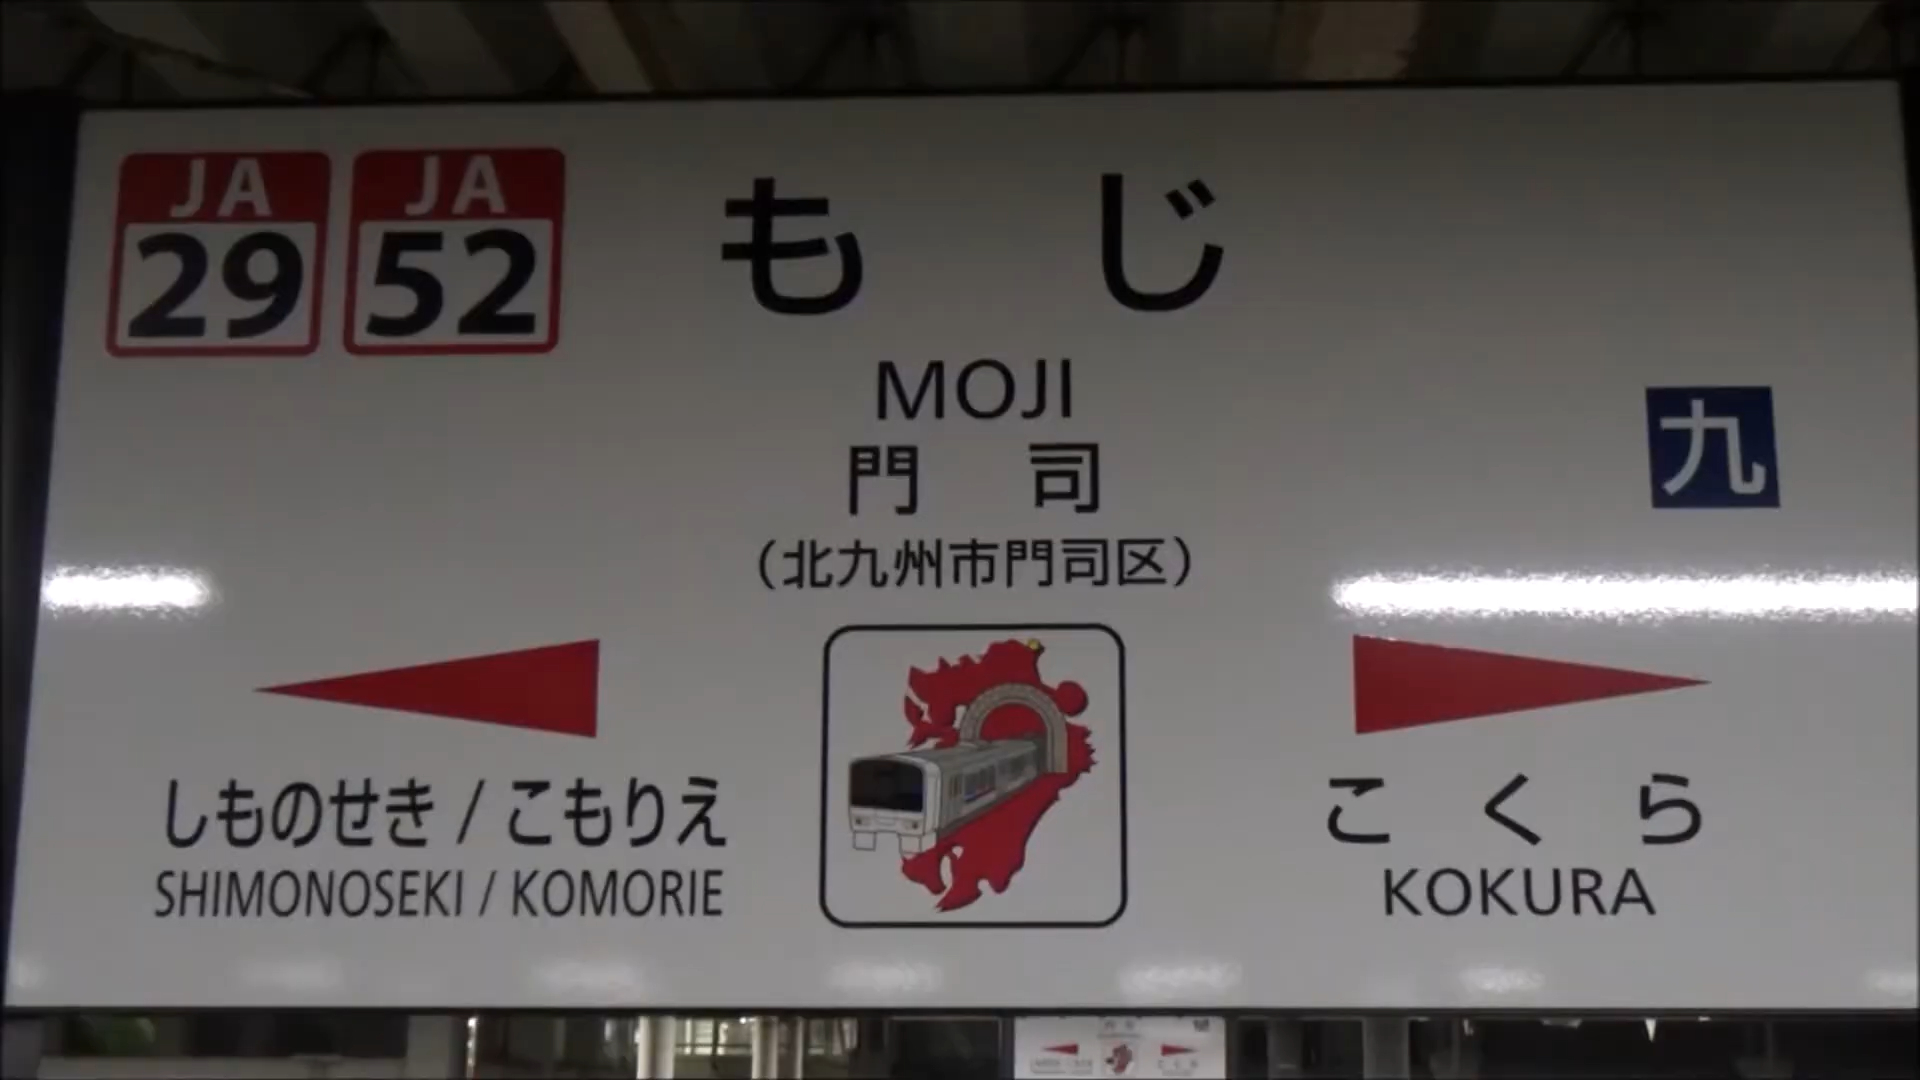 JA JA
29 52
もじ
MOJI
門司
九
（北九州市門司区）
しものせき / こもりえ
SHIMONOSEKI / KOMORIE
こくら
KOKURA